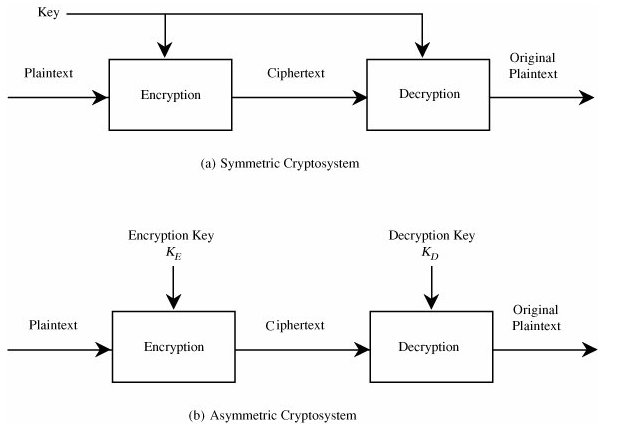 Key
Plaintext
Encryption
Ciphertext
Decryption
Original
Plaintext
(a) Symmetric Cryptosystem
Encryption Key
K_E
Decryption Key
K_D
Plaintext
Encryption
Ciphertext
Decryption
Original
Plaintext
(b) Asymmetric Cryptosystem